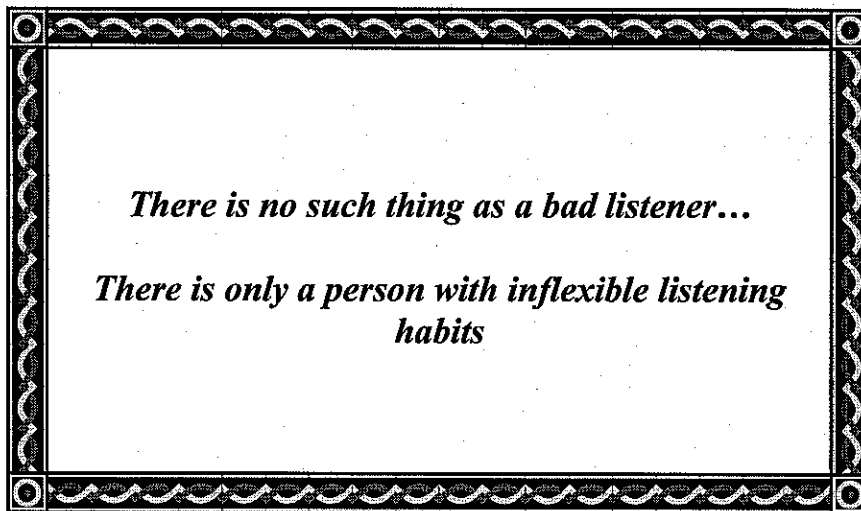 There is no such thing as a bad listener…
There is only a person with inflexible listening
habits